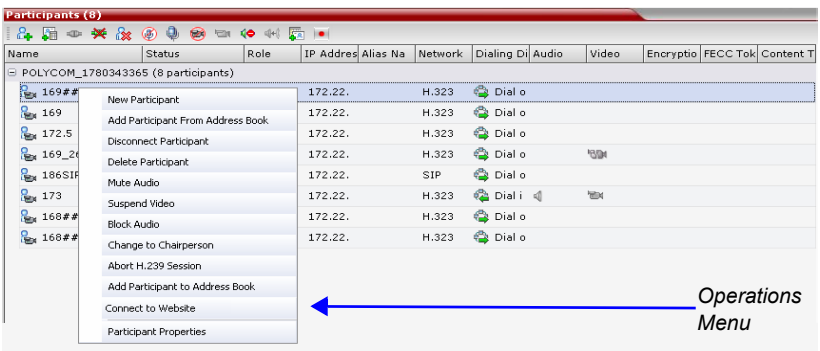 Participants (8)
Name Status Role IP Addres Alias Na Network Dialing Di Audio Video Encryptio FECC Tok Content T
POLYCOM_1780343365 (8 participants)
169## 172.22. H.323 Dial o
169 172.22. H.323 Dial o
172.5 172.22. H.323 Dial o
169_26 172.22. H.323 Dial o
186SIP 172.22. SIP Dial o
173 172.22. H.323 Dial i
168## 172.22. H.323 Dial o
168## 172.22. H.323 Dial o
New Participant
Add Participant From Address Book
Disconnect Participant
Delete Participant
Mute Audio
Suspend Video
Block Audio
Change to Chairperson
Abort H.239 Session
Add Participant to Address Book
Connect to Website
Participant Properties
Operations
Menu